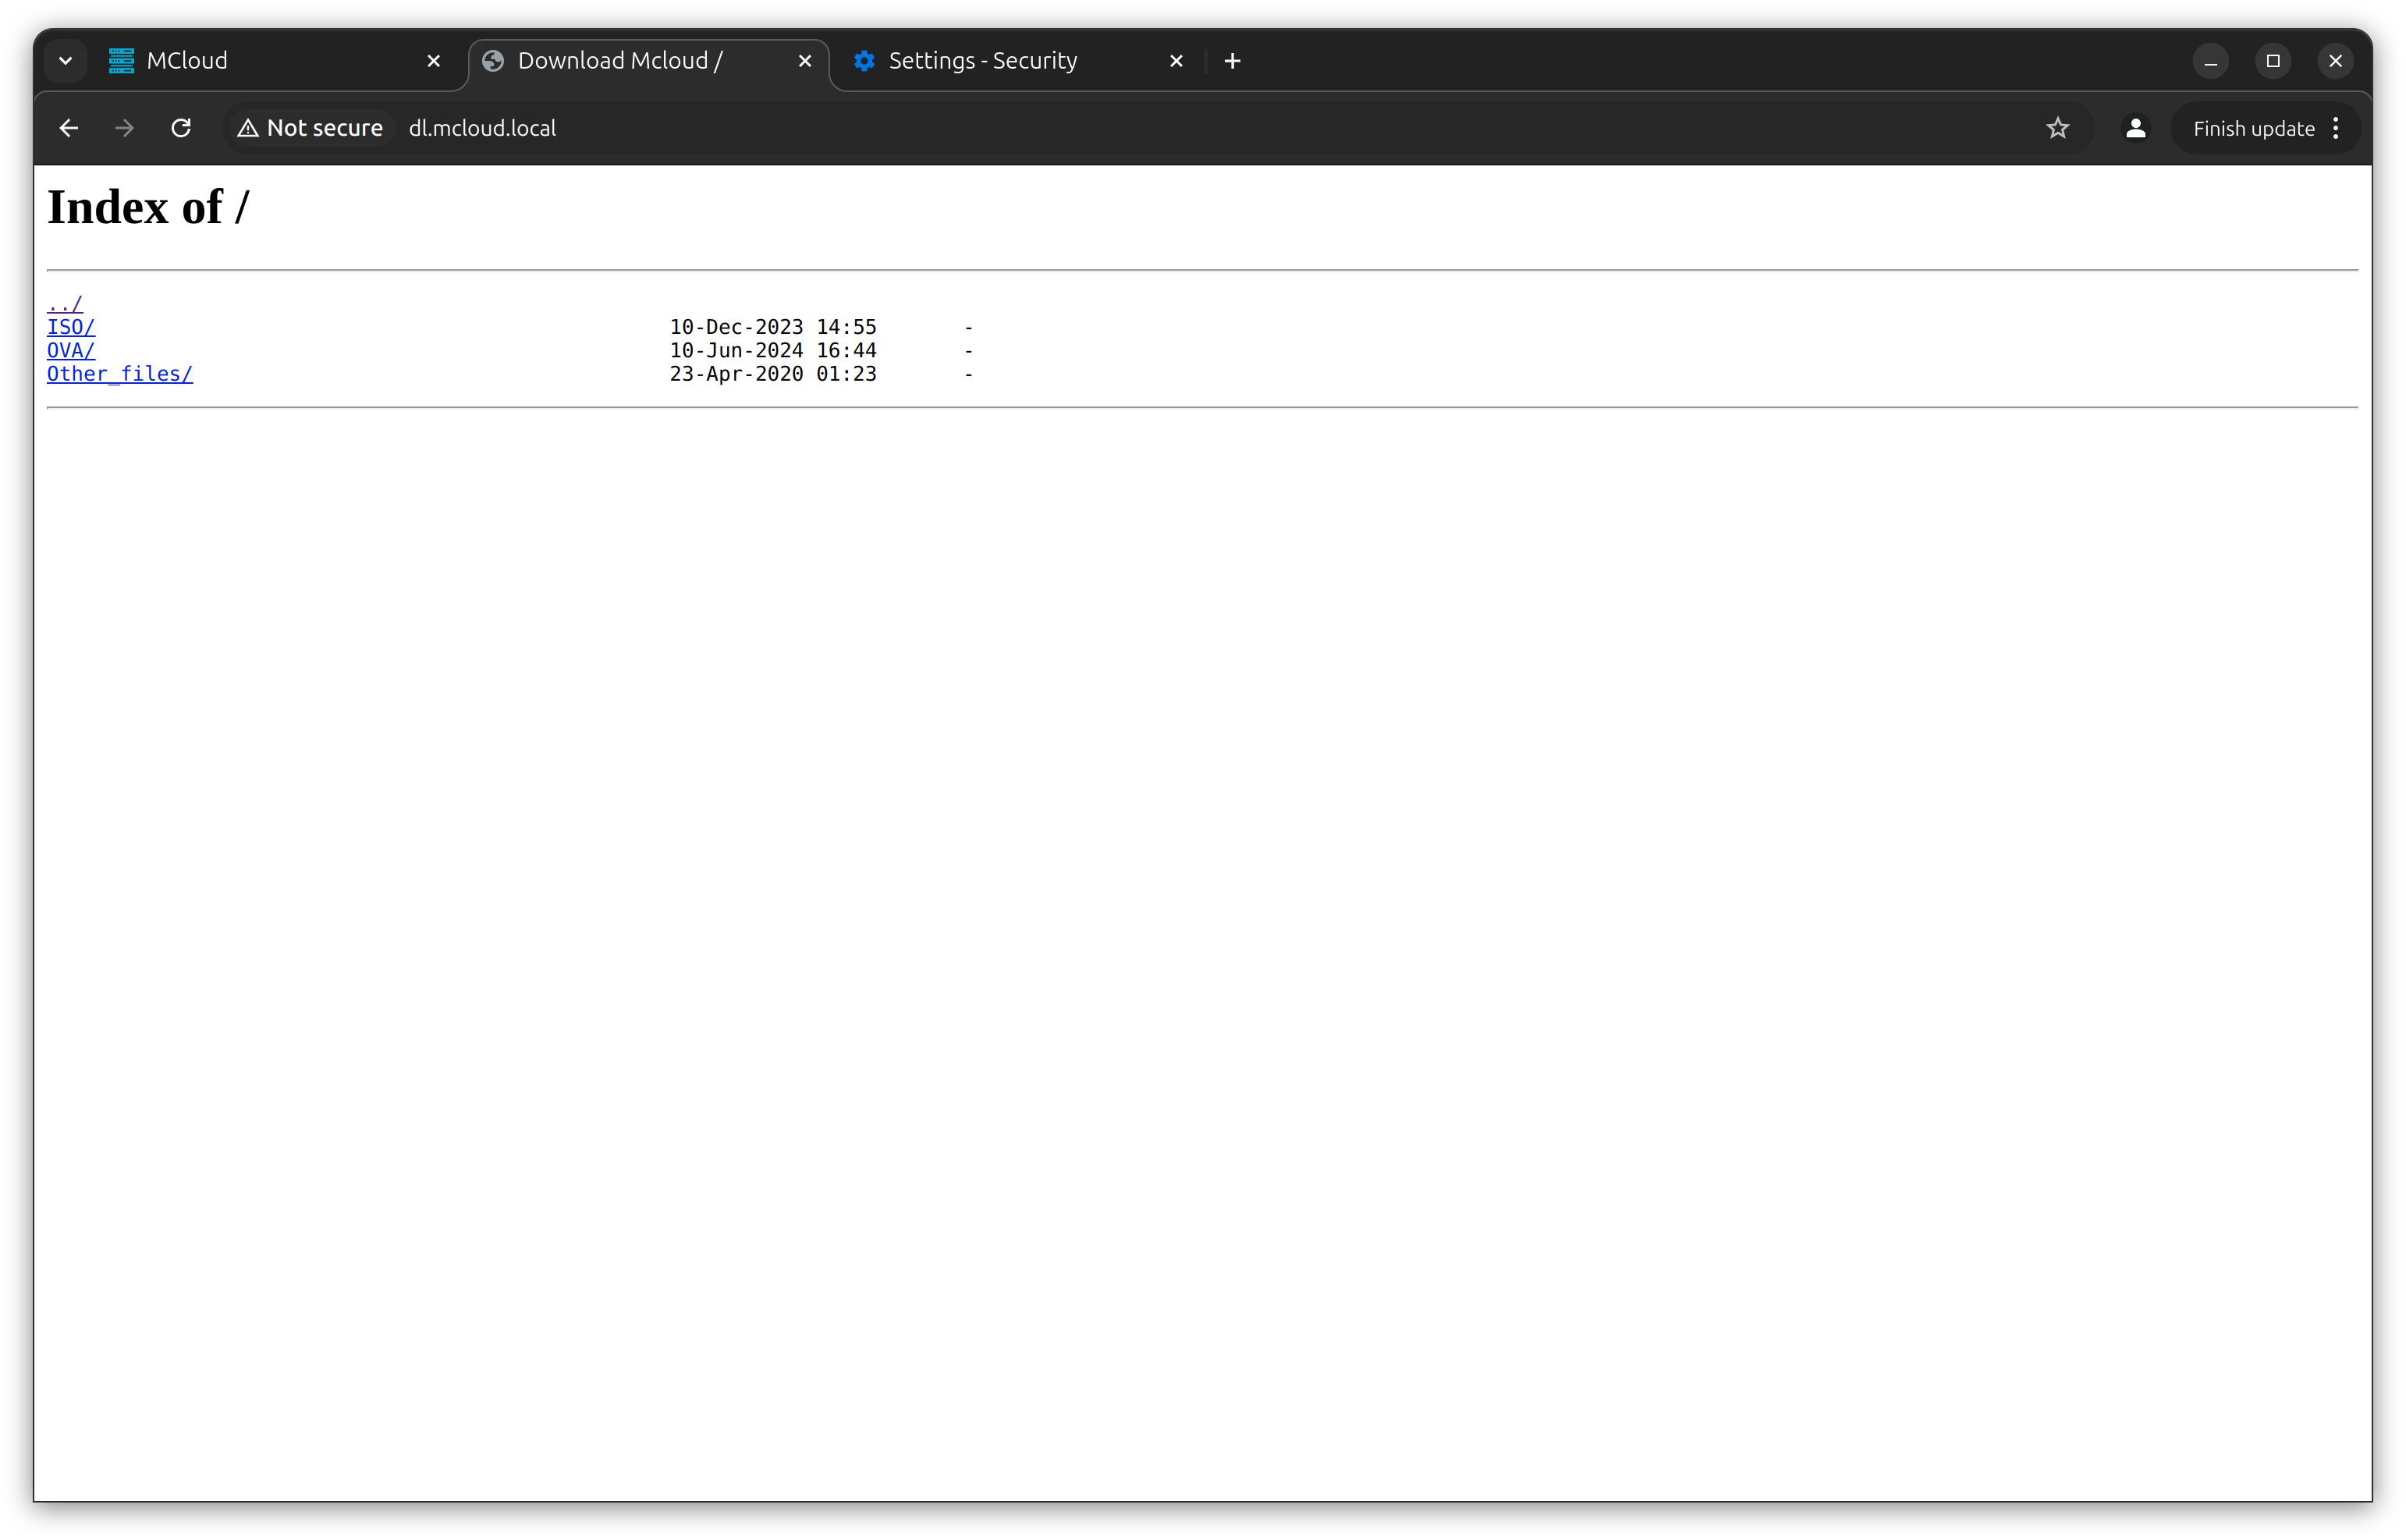 MCloud
Download Mcloud /
Settings - Security
Not secure
dl.mcloud.local
Finish update
Index of /
../
ISO/ 10-Dec-2023 14:55 -
OVA/ 10-Jun-2024 16:44 -
Other_files/ 23-Apr-2020 01:23 -